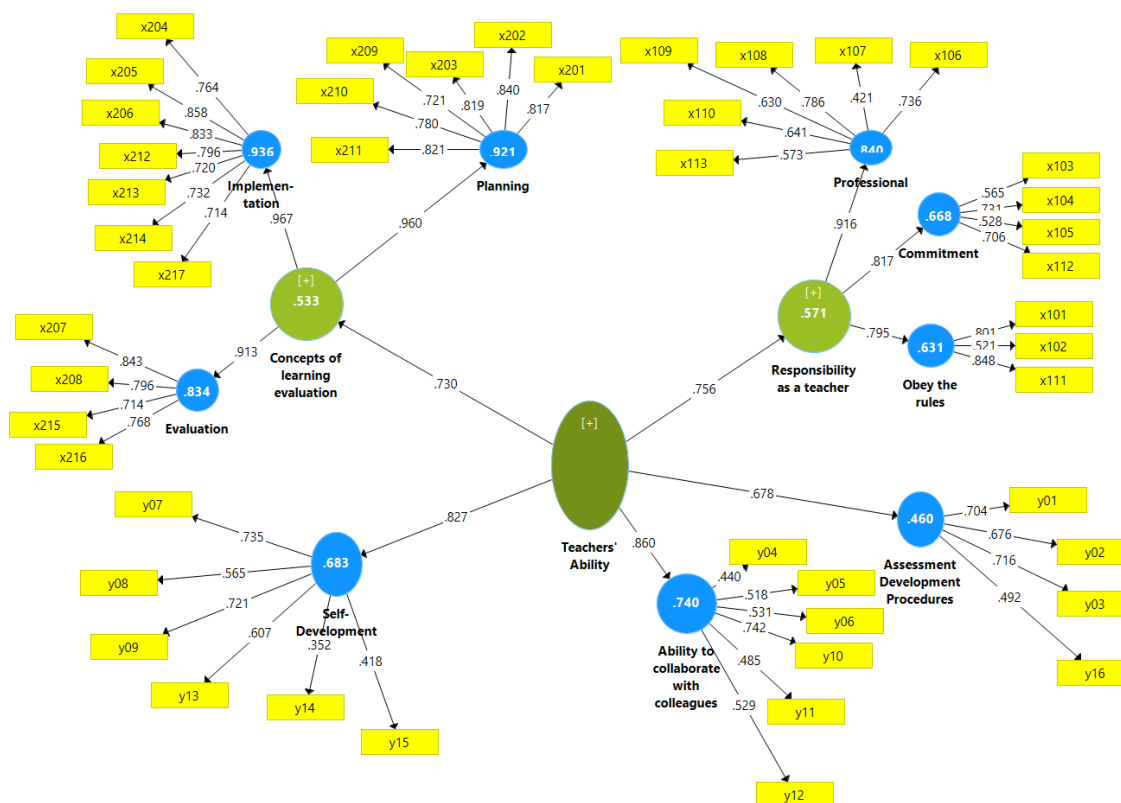 x204
x205
x206
x212
x213
x214
x217
.764
.858
.833
.796
.720
.732
.714
.936
Implemen-
tation
x209
x203
x202
x201
x210
x211
.721
.819
.840
.817
.780
.821
.921
Planning
x109
x108
x107
x106
x110
x113
.630
.786
.421
.736
.641
.573
.840
Professional
x103
x104
x105
x112
.565
.731
.528
.706
.668
Commitment
.967
.960
.916
.817
[+]
.533
Concepts of
learning
evaluation
[+]
.571
Responsibility
as a teacher
.795
x101
x102
x111
.801
.521
.848
.631
Obey the
rules
x207
x208
x215
x216
.843
.796
.714
.768
.834
Evaluation
.913
.730
.756
[+]
Teachers'
Ability
.827
.860
.678
y07
y08
y09
y13
y14
y15
.735
.565
.721
.607
.352
.418
.683
Self-
Development
y04
y05
y06
y10
y11
y12
.440
.518
.531
.742
.485
.529
.740
Ability to
collaborate
with
colleagues
y01
y02
y03
y16
.704
.676
.716
.492
.460
Assessment
Development
Procedures